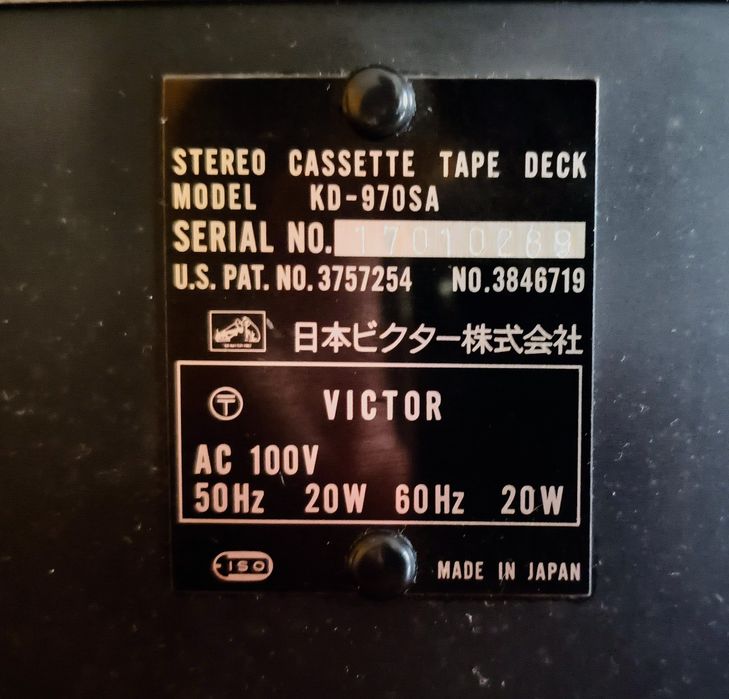 STEREO CASSETTE TAPE DECK
MODEL KD-970SA
SERIAL NO. 17010269
U.S. PAT. NO. 3757254 NO.3846719
日本ビクター株式会社
〒 VICTOR
AC 100V
50Hz 20W 60Hz 20W
ISO MADE IN JAPAN